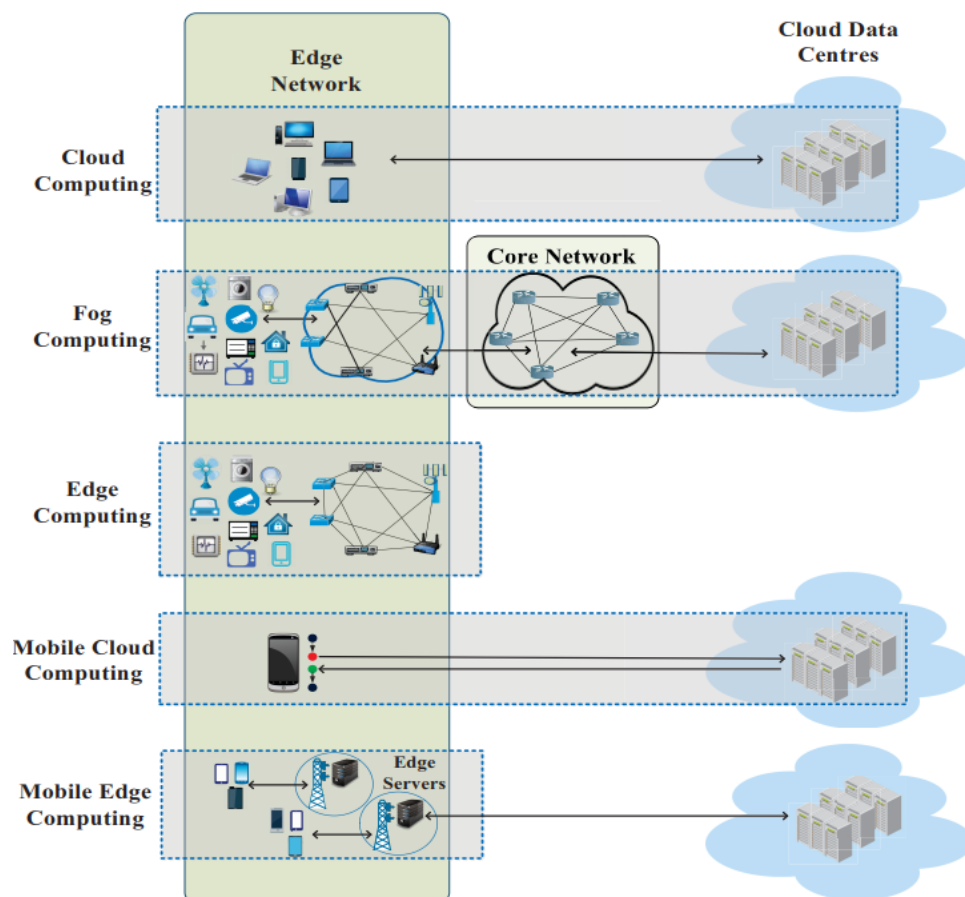 Edge
Network
Cloud Data
Centres
Cloud
Computing
Core Network
Fog
Computing
Edge
Computing
Mobile Cloud
Computing
Edge
Servers
Mobile Edge
Computing